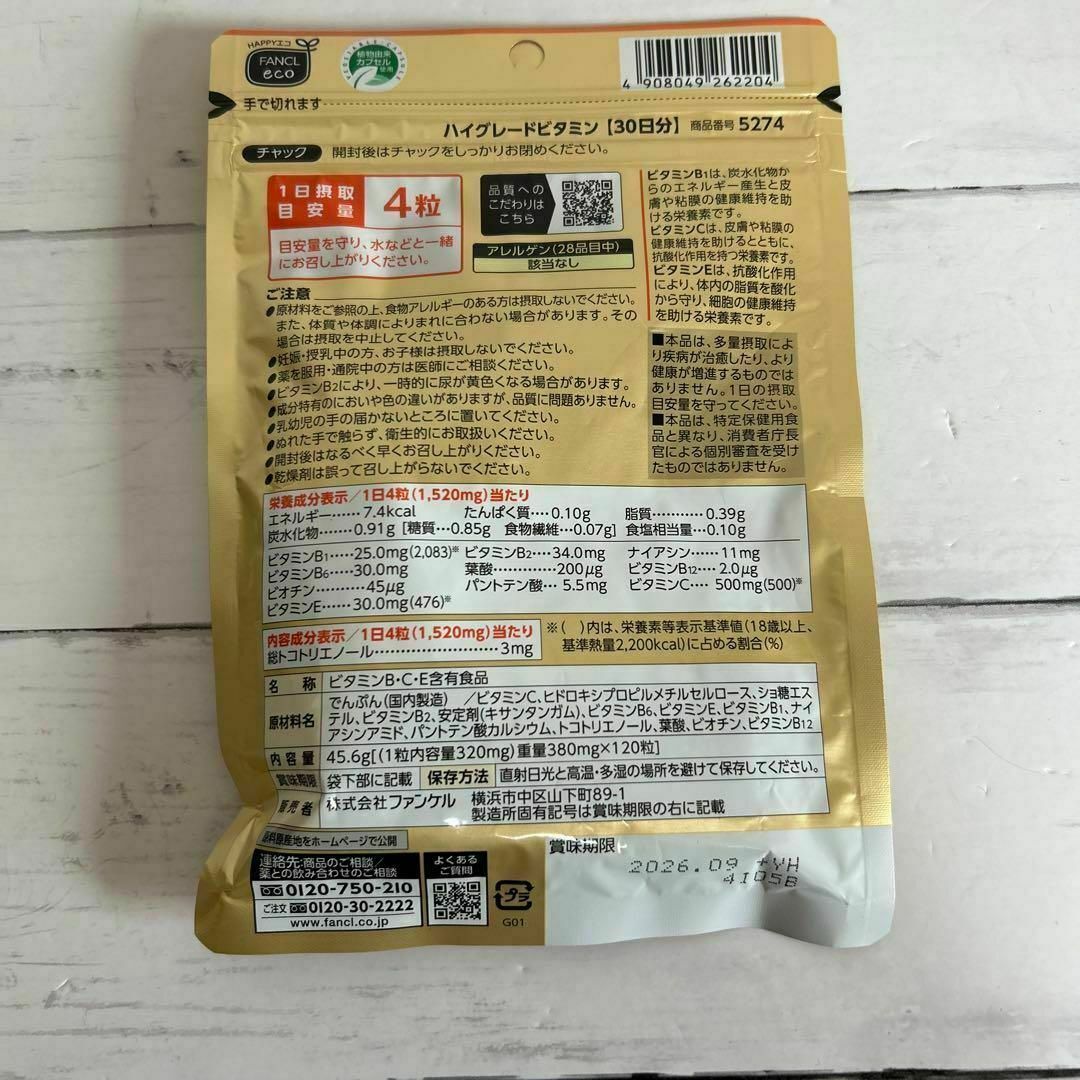 HAPPYエコ
FANCL
eco
VEGETABLE・CAPSULE
植物由来
カプセル
使用
4 908049 262204
手で切れます
ハイグレードビタミン【30日分】 商品番号 5274
チャック 開封後はチャックをしっかりお閉めください。
1日摂取
目安量
4粒
目安量を守り、水などと一緒
にお召し上がりください。
品質への
こだわりは
こちら
アレルゲン(28品目中)
該当なし
ビタミンB1は、炭水化物か
らのエネルギー産生と皮
膚や粘膜の健康維持を助
ける栄養素です。
ビタミンCは、皮膚や粘膜の
健康維持を助けるとともに、
抗酸化作用を持つ栄養素です。
ビタミンEは、抗酸化作用
により、体内の脂質を酸化
から守り、細胞の健康維持
を助ける栄養素です。
ご注意
●原材料をご参照の上、食物アレルギーのある方は摂取しないでください。
また、体質や体調によりまれに合わない場合があります。その
場合は摂取を中止してください。
●妊娠・授乳中の方、お子様は摂取しないでください。
●薬を服用・通院中の方は医師にご相談ください。
●ビタミンB2により、一時的に尿が黄色くなる場合があります。
●成分特有のにおいや色の違いがありますが、品質に問題ありません。
●乳幼児の手の届かないところに置いてください。
●ぬれた手で触らず、衛生的にお取扱いください。
●開封後はなるべく早くお召し上がりください。
●乾燥剤は誤って召し上がらないでください。
■本品は、多量摂取によ
り疾病が治癒したり、より
健康が増進するものでは
ありません。1日の摂取
目安量を守ってください。
■本品は、特定保健用食
品と異なり、消費者庁長
官による個別審査を受け
たものではありません。
栄養成分表示/1日4粒(1,520mg)当たり
エネルギー……7.4kcal たんぱく質……0.10g 脂質………0.39g
炭水化物………0.91g [糖質…0.85g 食物繊維…0.07g] 食塩相当量…0.10g
ビタミンB1……25.0mg(2,083)※ ビタミンB2…34.0mg ナイアシン……11mg
ビタミンB6……30.0mg 葉酸…………200μg ビタミンB12…2.0μg
ビオチン………45μg パントテン酸…5.5mg ビタミンC…500mg(500)※
ビタミンE……30.0mg(476)※
内容成分表示/1日4粒(1,520mg)当たり
総トコトリエノール……………………3mg
※( )内は、栄養素等表示基準値(18歳以上、
基準熱量2,200kcal)に占める割合(%)
名 称 ビタミンB・C・E含有食品
原材料名 でんぷん(国内製造) /ビタミンC、ヒドロキシプロピルメチルセルロース、ショ糖エス
テル、ビタミンB2、安定剤(キサンタンガム)、ビタミンB6、ビタミンE、ビタミンB1、ナイ
アシンアミド、パントテン酸カルシウム、トコトリエノール、葉酸、ビオチン、ビタミンB12
内容量 45.6g[(1粒内容量320mg)重量380mg×120粒]
賞味期限 袋下部に記載 保存方法 直射日光と高温・多湿の場所を避けて保存してください。
販売者 株式会社ファンケル 横浜市中区山下町89-1
製造所固有記号は賞味期限の右に記載
原料原産地をホームページで公開
連絡先:商品のご相談/
薬との飲み合わせのご相談
0120-750-210
ご注文 0120-30-2222
www.fancl.co.jp
よくある
ご質問
プラ
G01
賞味期限
2026.09 +YH
4105B